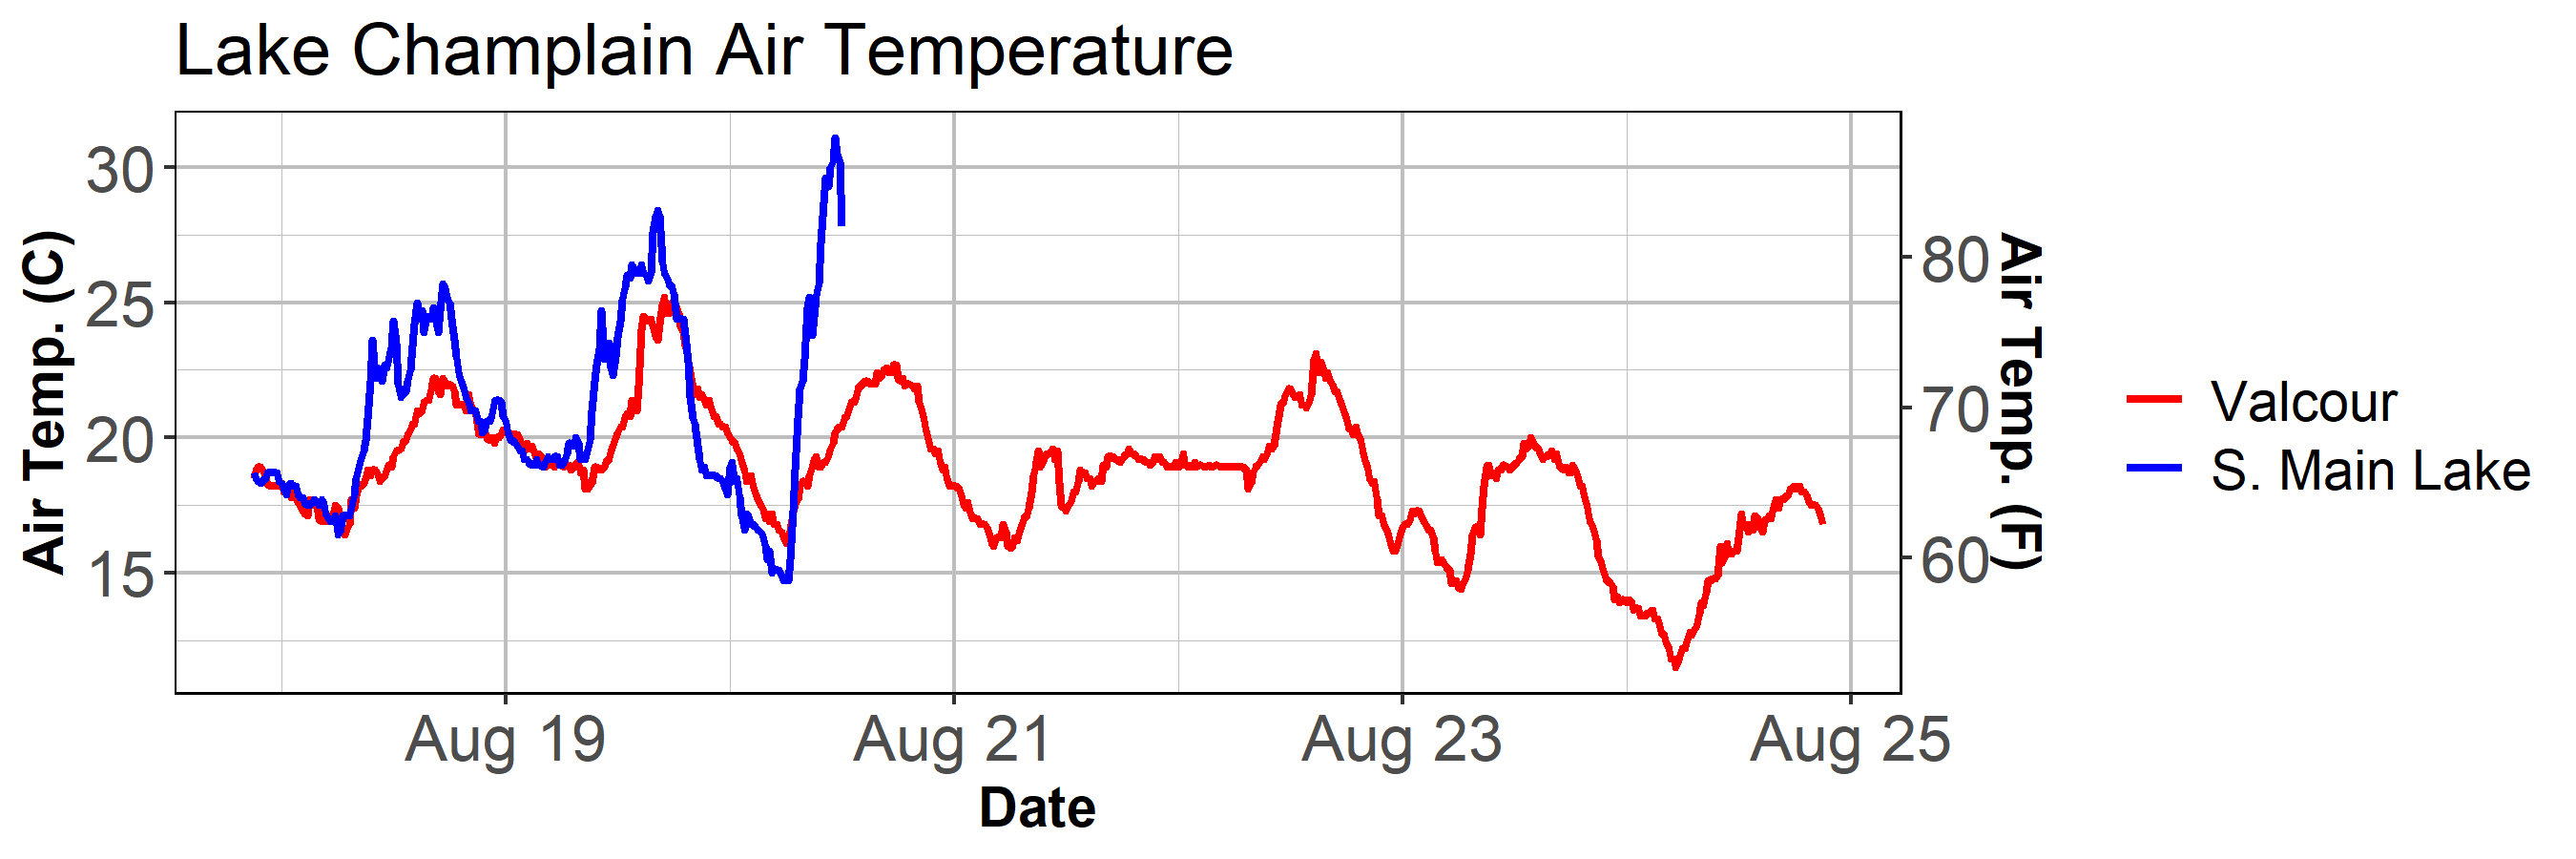 Lake Champlain Air Temperature
Air Temp. (C)
30
25
20
15
80
70
60
Air Temp. (F)
Aug 19
Aug 21
Aug 23
Aug 25
Date
Valcour
S. Main Lake